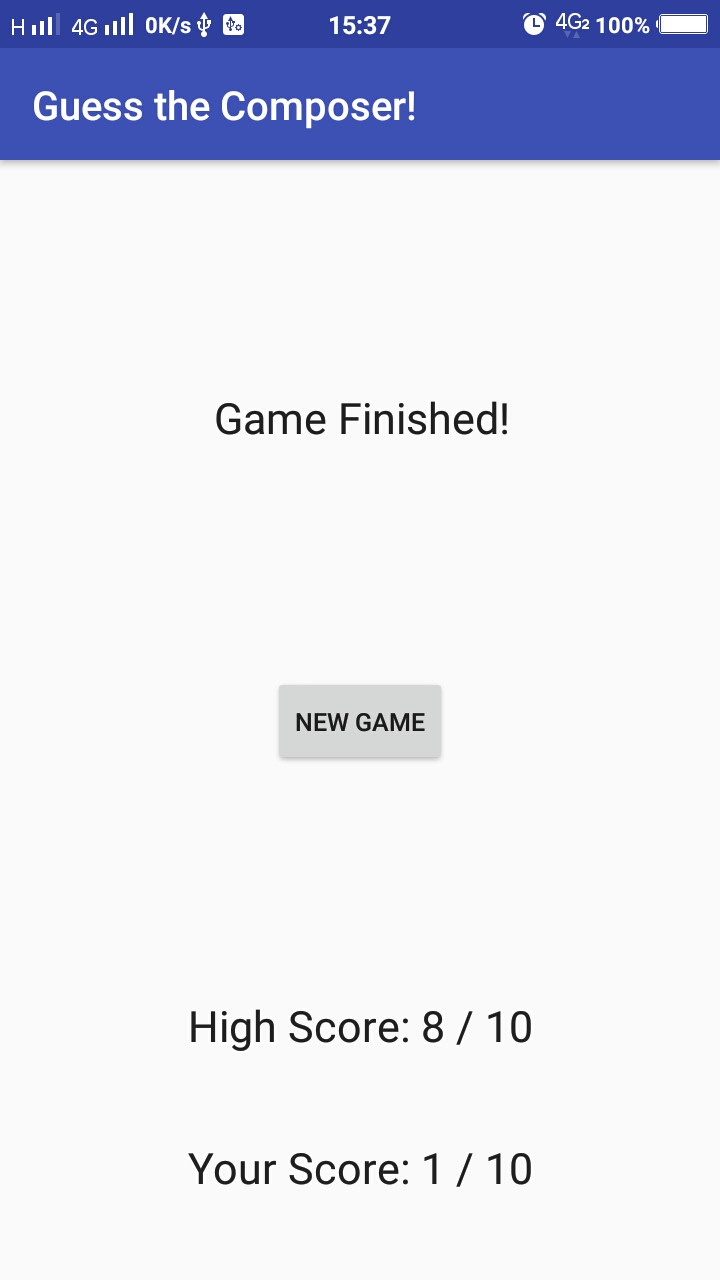 H 4G 0K/s 15:37 4G2 100%
Guess the Composer!
Game Finished!
NEW GAME
High Score: 8 / 10
Your Score: 1 / 10